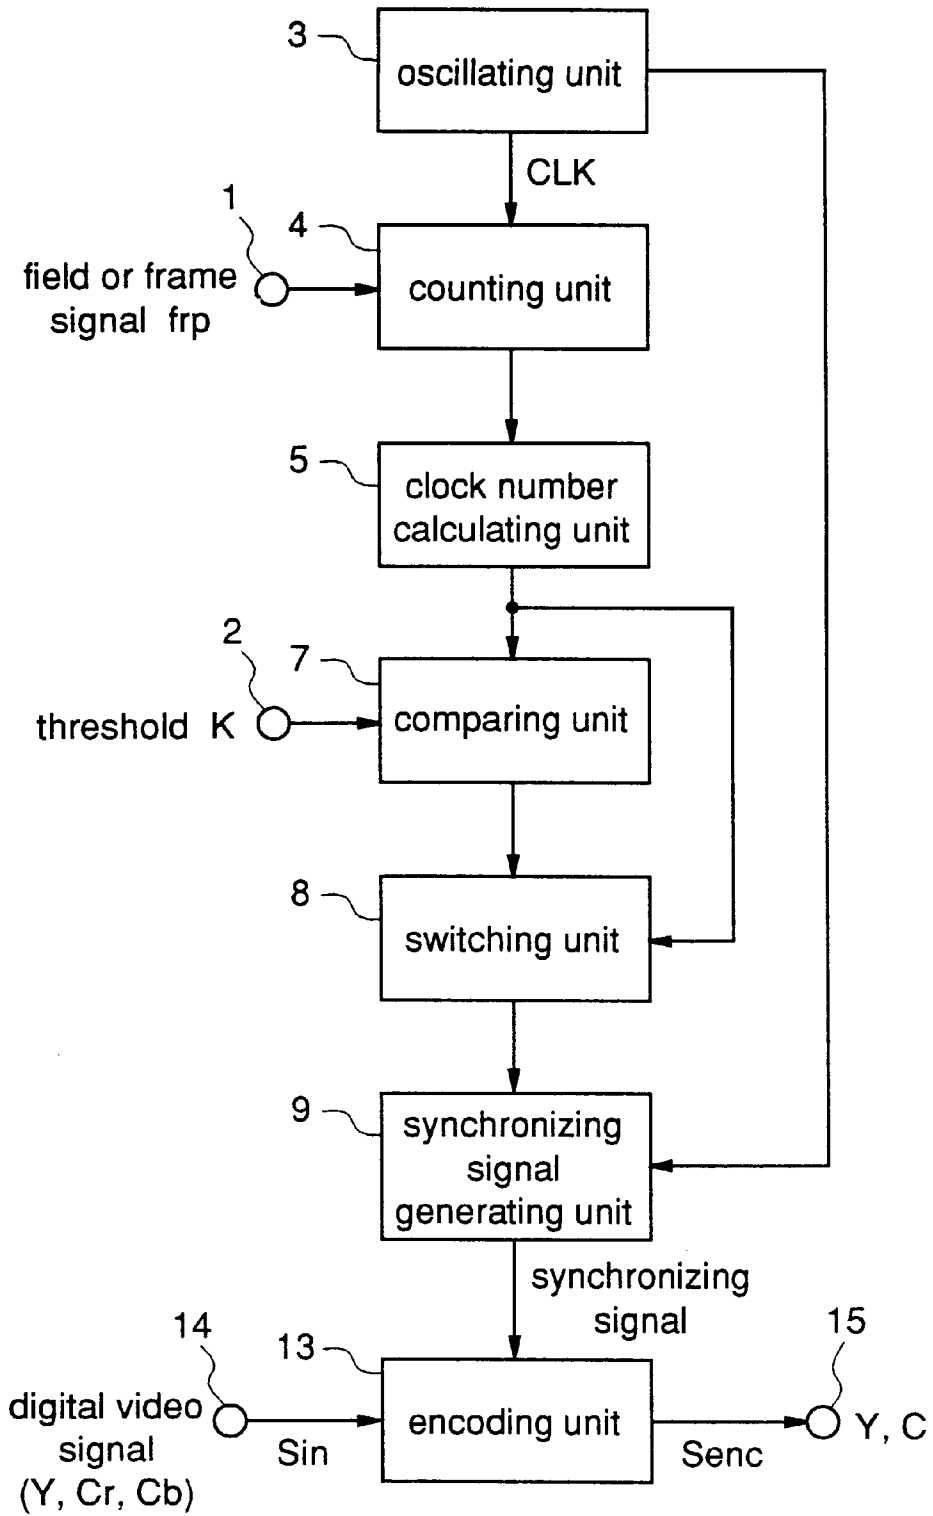 3
oscillating unit
CLK
1
4
field or frame
signal frp
counting unit
5
clock number
calculating unit
2
7
threshold K
comparing unit
8
switching unit
9
synchronizing
signal
generating unit
synchronizing
signal
14
13
15
digital video
signal
(Y, Cr, Cb)
Sin
encoding unit
Senc
Y, C